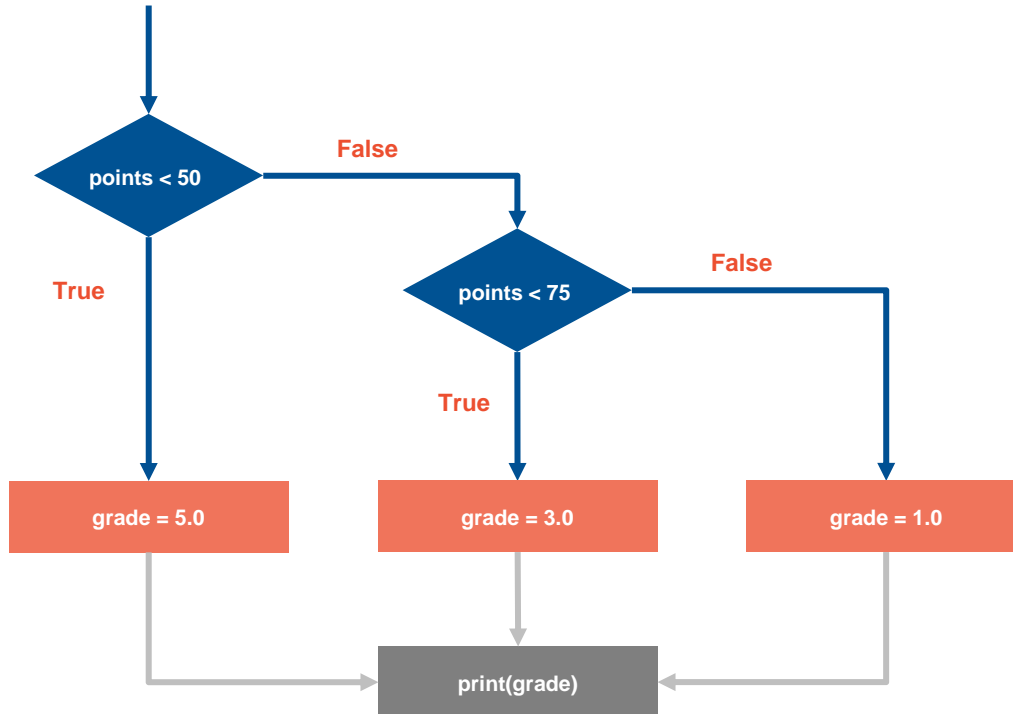 points < 50
False
True
points < 75
False
True
grade = 5.0
grade = 3.0
grade = 1.0
print(grade)